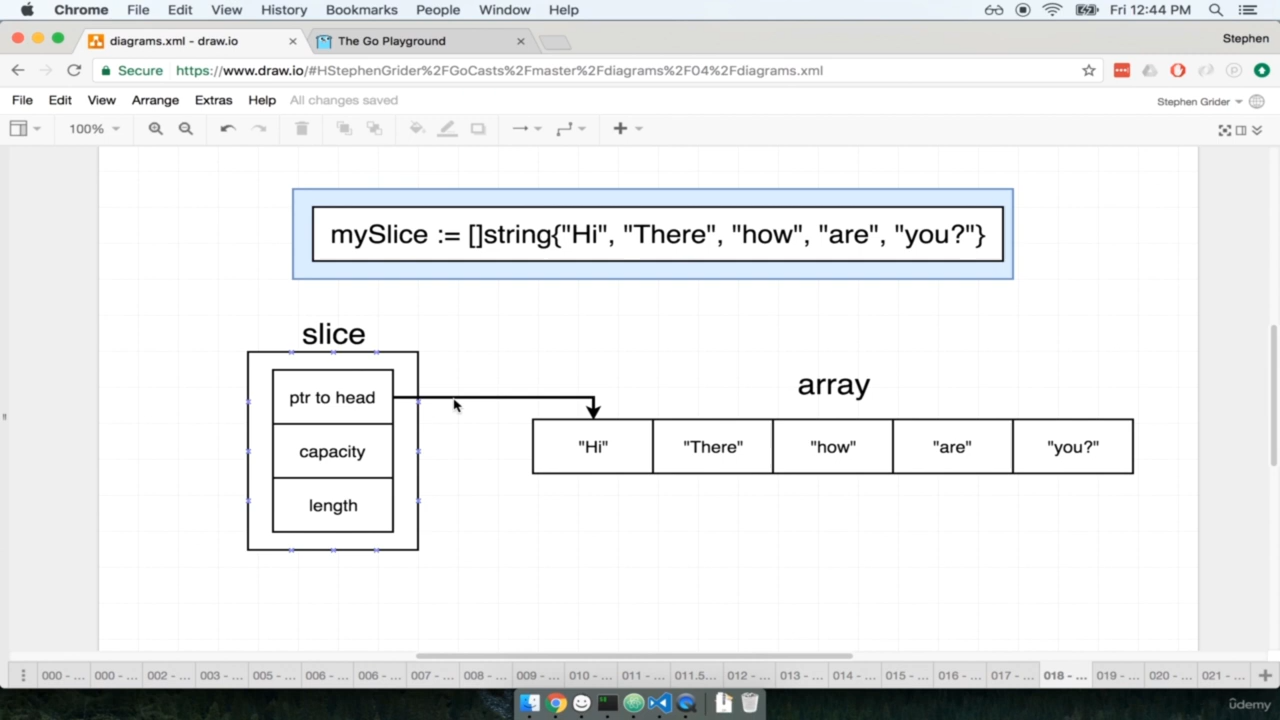 Chrome File Edit View History Bookmarks People Window Help Fri 12:44 PM
diagrams.xml - draw.io The Go Playground Stephen
Secure https://www.draw.io/#HStephenGrider%2FGoCasts%2Fmaster%2Fdiagrams%2F04%2Fdiagrams.xml
File Edit View Arrange Extras Help All changes saved Stephen Grider
100%
mySlice := []string{"Hi", "There", "how", "are", "you?"}
slice
array
ptr to head
"Hi" "There" "how" "are" "you?"
capacity
length
000 - ... 000 - ... 002 - ... 003 - ... 005 - ... 006 - ... 006 - ... 007 - ... 008 - ... 009 - ... 010 - ... 011 - ... 011.5... 012 - ... 013 - ... 014 - ... 015 - ... 016 - ... 017 - ... 018 - ... 019 - ... 020 - ... 021 - ...
ûdemy